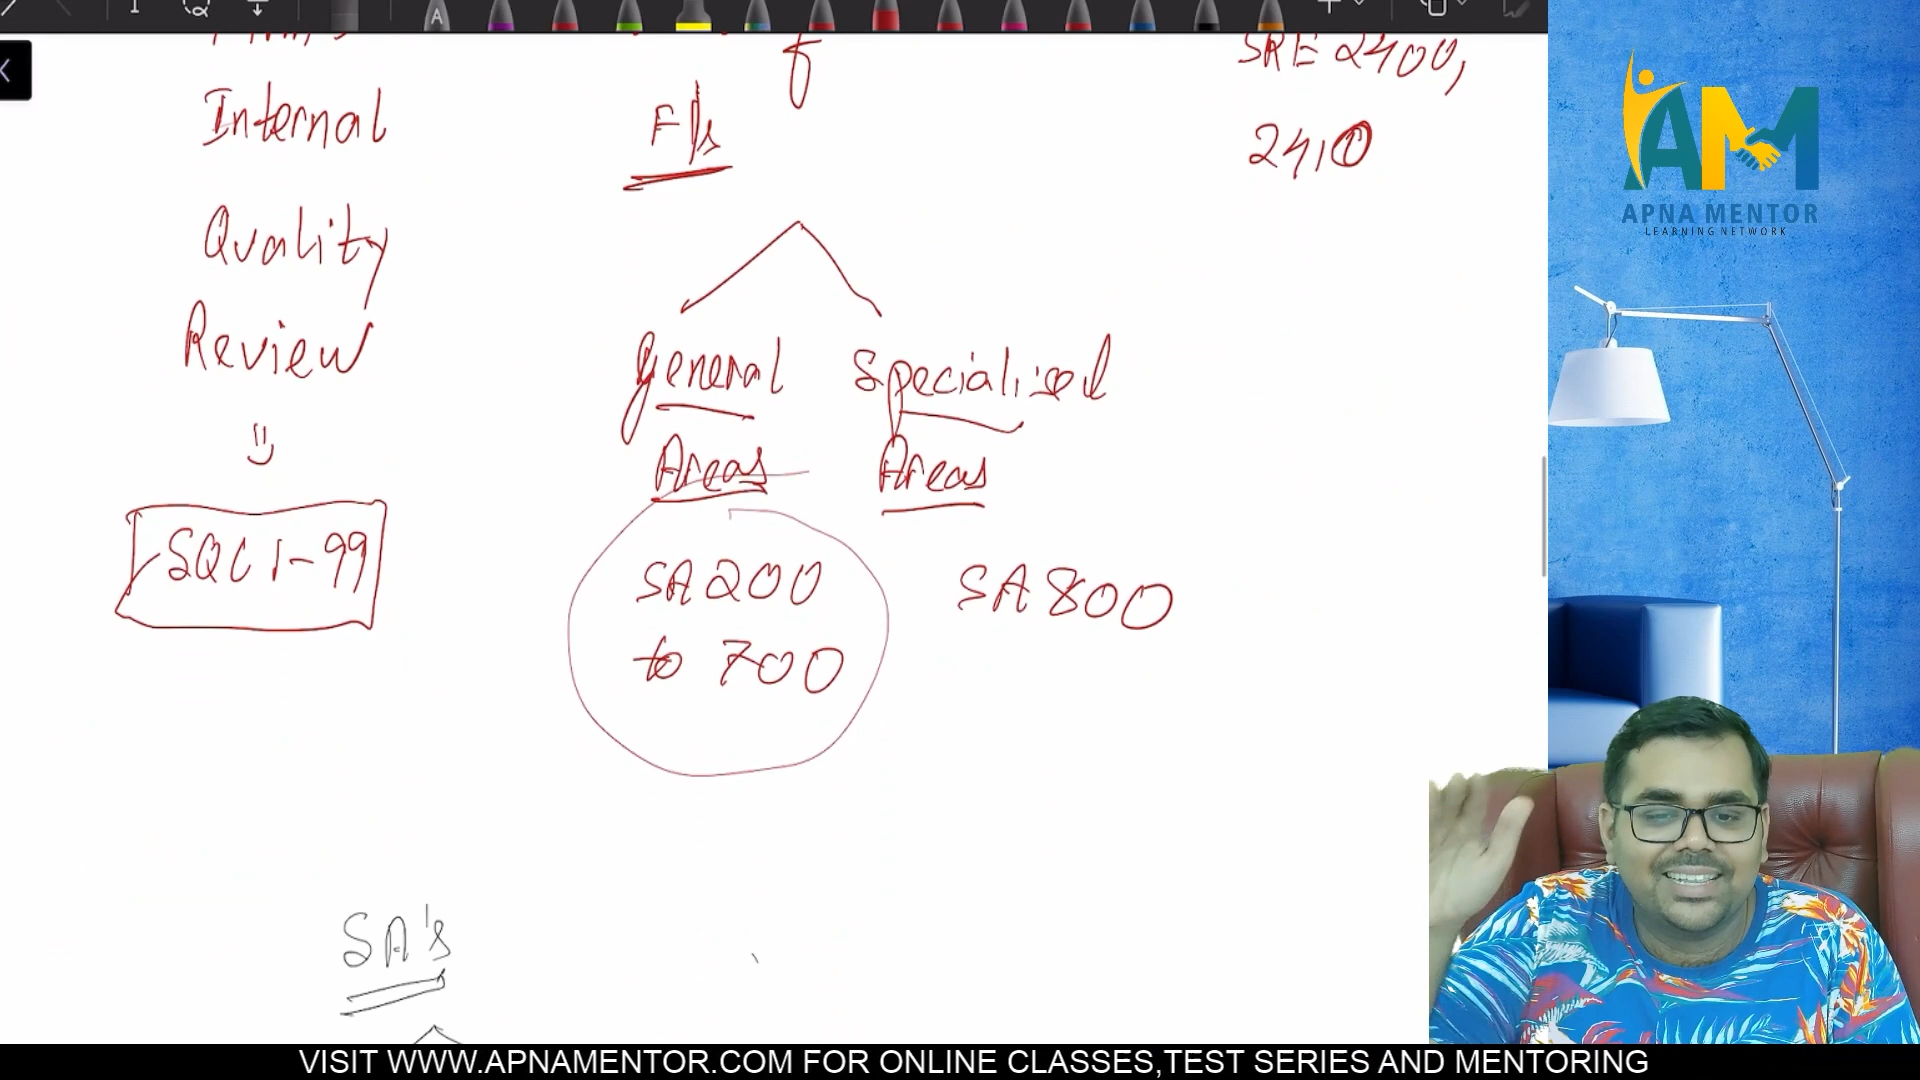 SRE 2400,
2410
Internal
Quality
Review
SQC 1-99
F/s
General
Areas
SA 200
to 700
Specialised
Areas
SA 800
SA's
A
AM
APNA MENTOR
LEARNING NETWORK
VISIT WWW.APNAMENTOR.COM FOR ONLINE CLASSES,TEST SERIES AND MENTORING